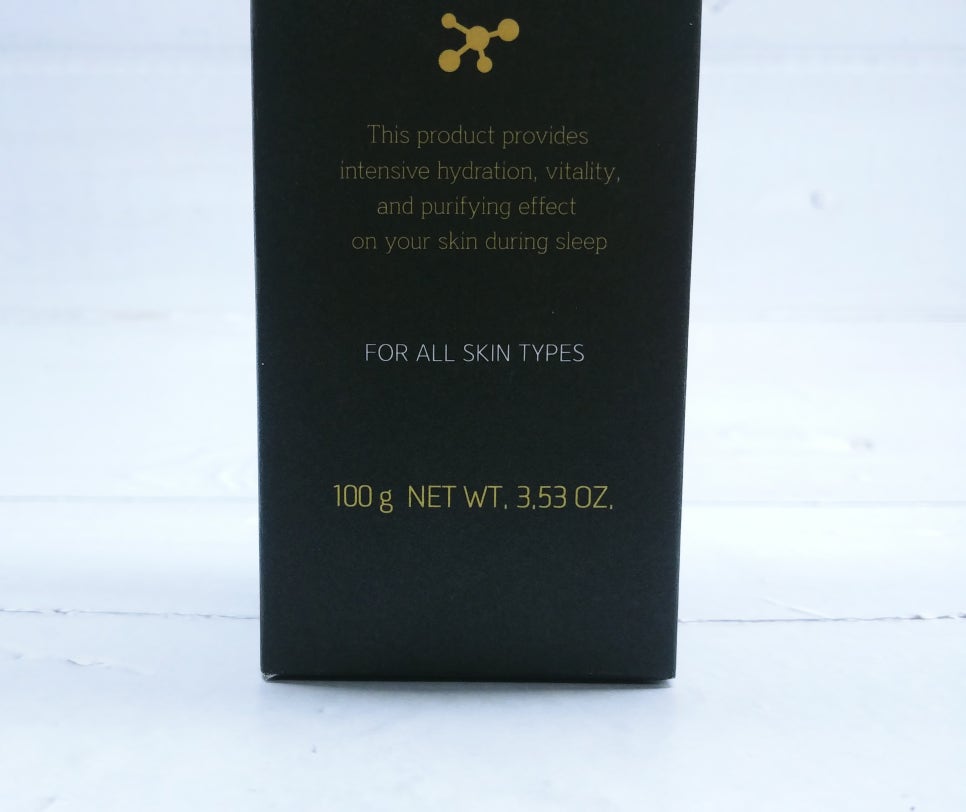 This product provides
intensive hydration, vitality,
and purifying effect
on your skin during sleep
FOR ALL SKIN TYPES
100 g NET WT. 3.53 OZ.